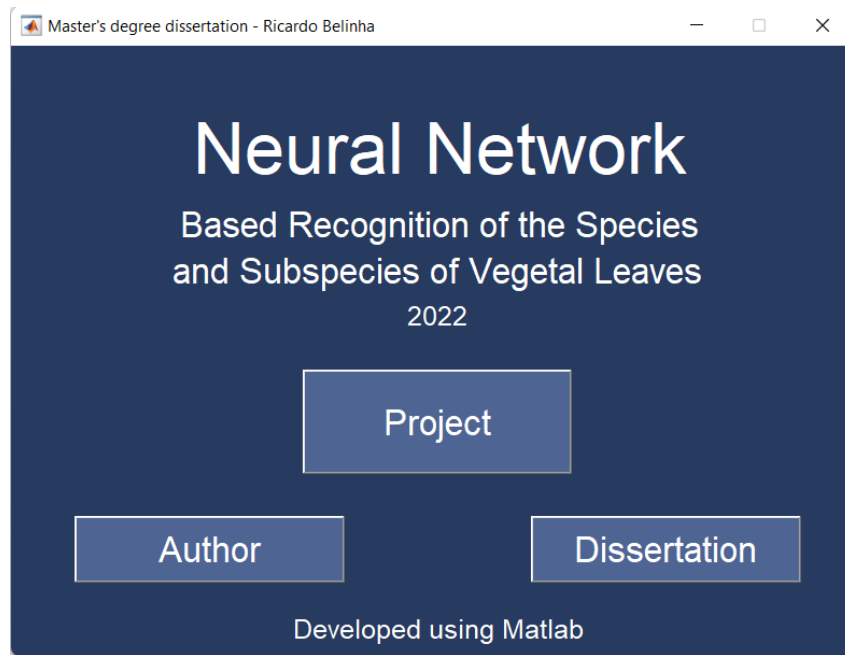 Master's degree dissertation - Ricardo Belinha
Neural Network
Based Recognition of the Species
and Subspecies of Vegetal Leaves
2022
Project
Author
Dissertation
Developed using Matlab